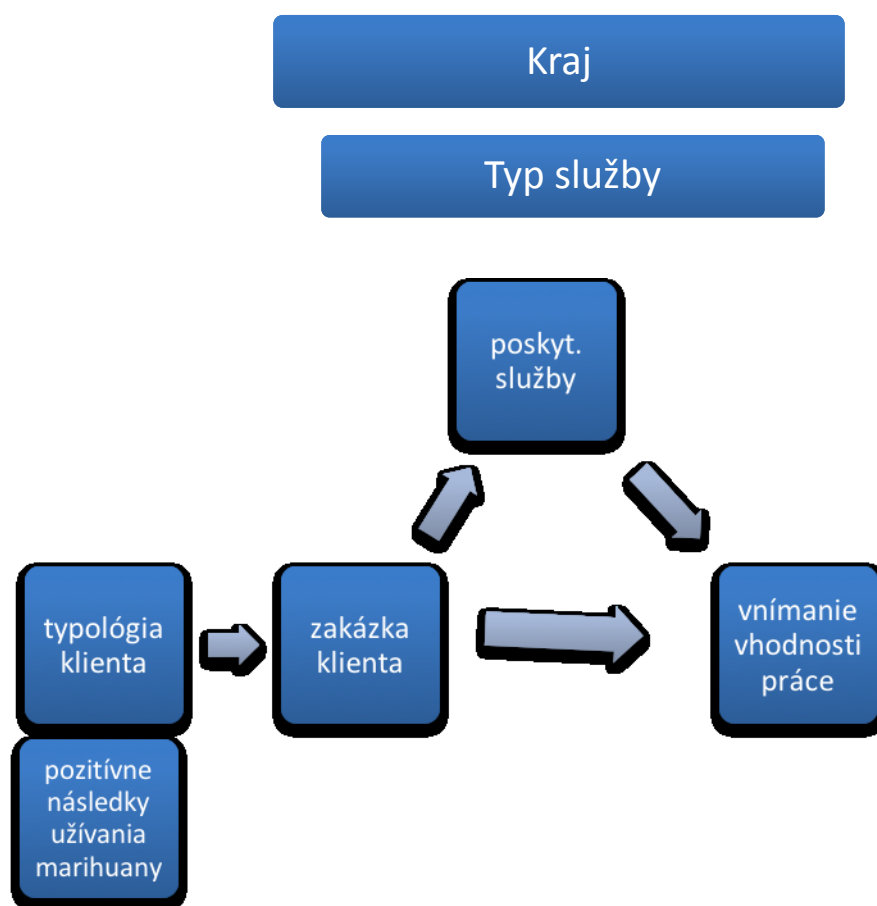 Kraj
Typ služby
poskyt.
služby
typológia
klienta
zakázka
klienta
vnímanie
vhodnosti
práce
pozitívne
následky
užívania
marihuany